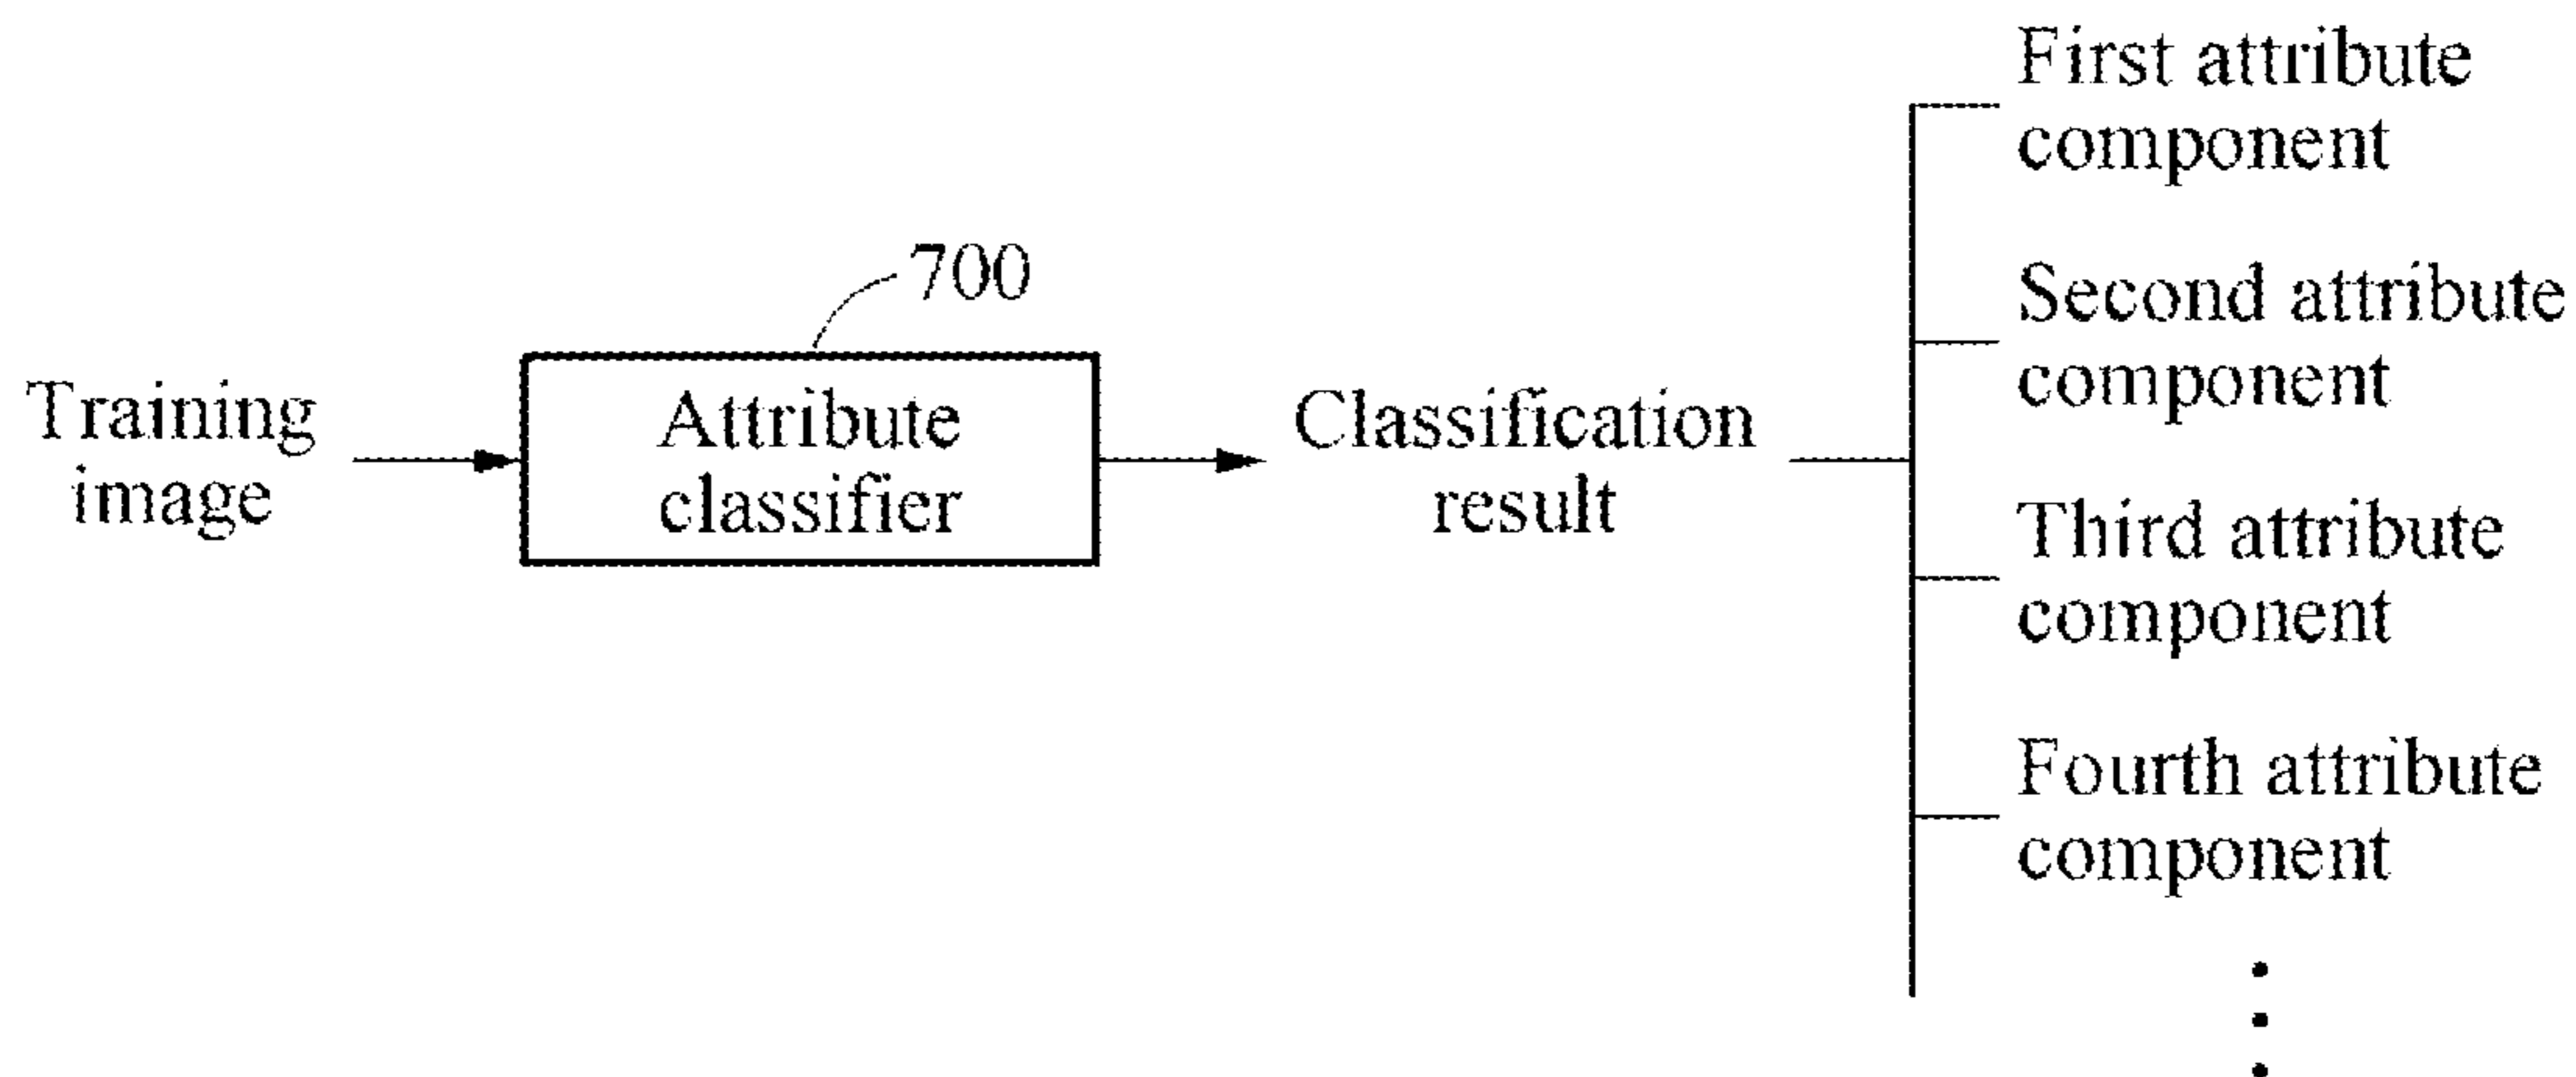 Training
image
700
Attribute
classifier
Classification
result
First attribute
component
Second attribute
component
Third attribute
component
Fourth attribute
component